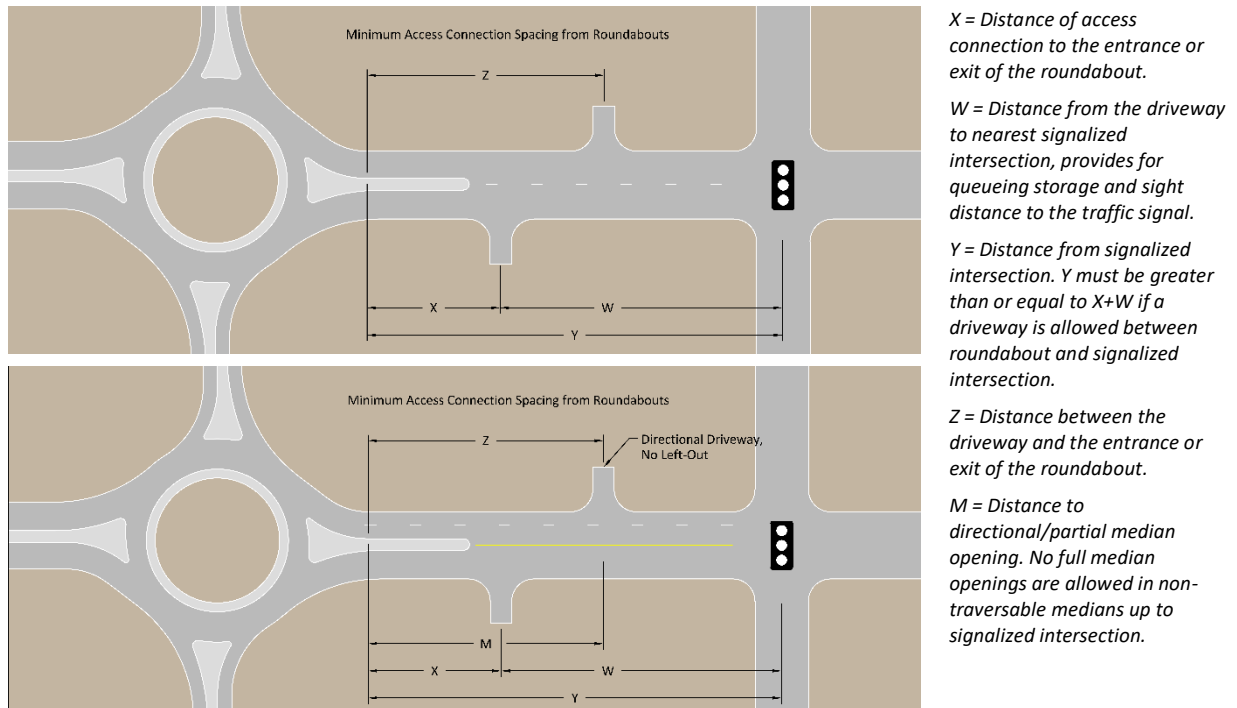 Minimum Access Connection Spacing from Roundabouts
Z
X
W
Y
Minimum Access Connection Spacing from Roundabouts
Z
Directional Driveway,
No Left-Out
M
X
W
Y
X = Distance of access
connection to the entrance or
exit of the roundabout.
W = Distance from the driveway
to nearest signalized
intersection, provides for
queueing storage and sight
distance to the traffic signal.
Y = Distance from signalized
intersection. Y must be greater
than or equal to X+W if a
driveway is allowed between
roundabout and signalized
intersection.
Z = Distance between the
driveway and the entrance or
exit of the roundabout.
M = Distance to
directional/partial median
opening. No full median
openings are allowed in non-
traversable medians up to
signalized intersection.